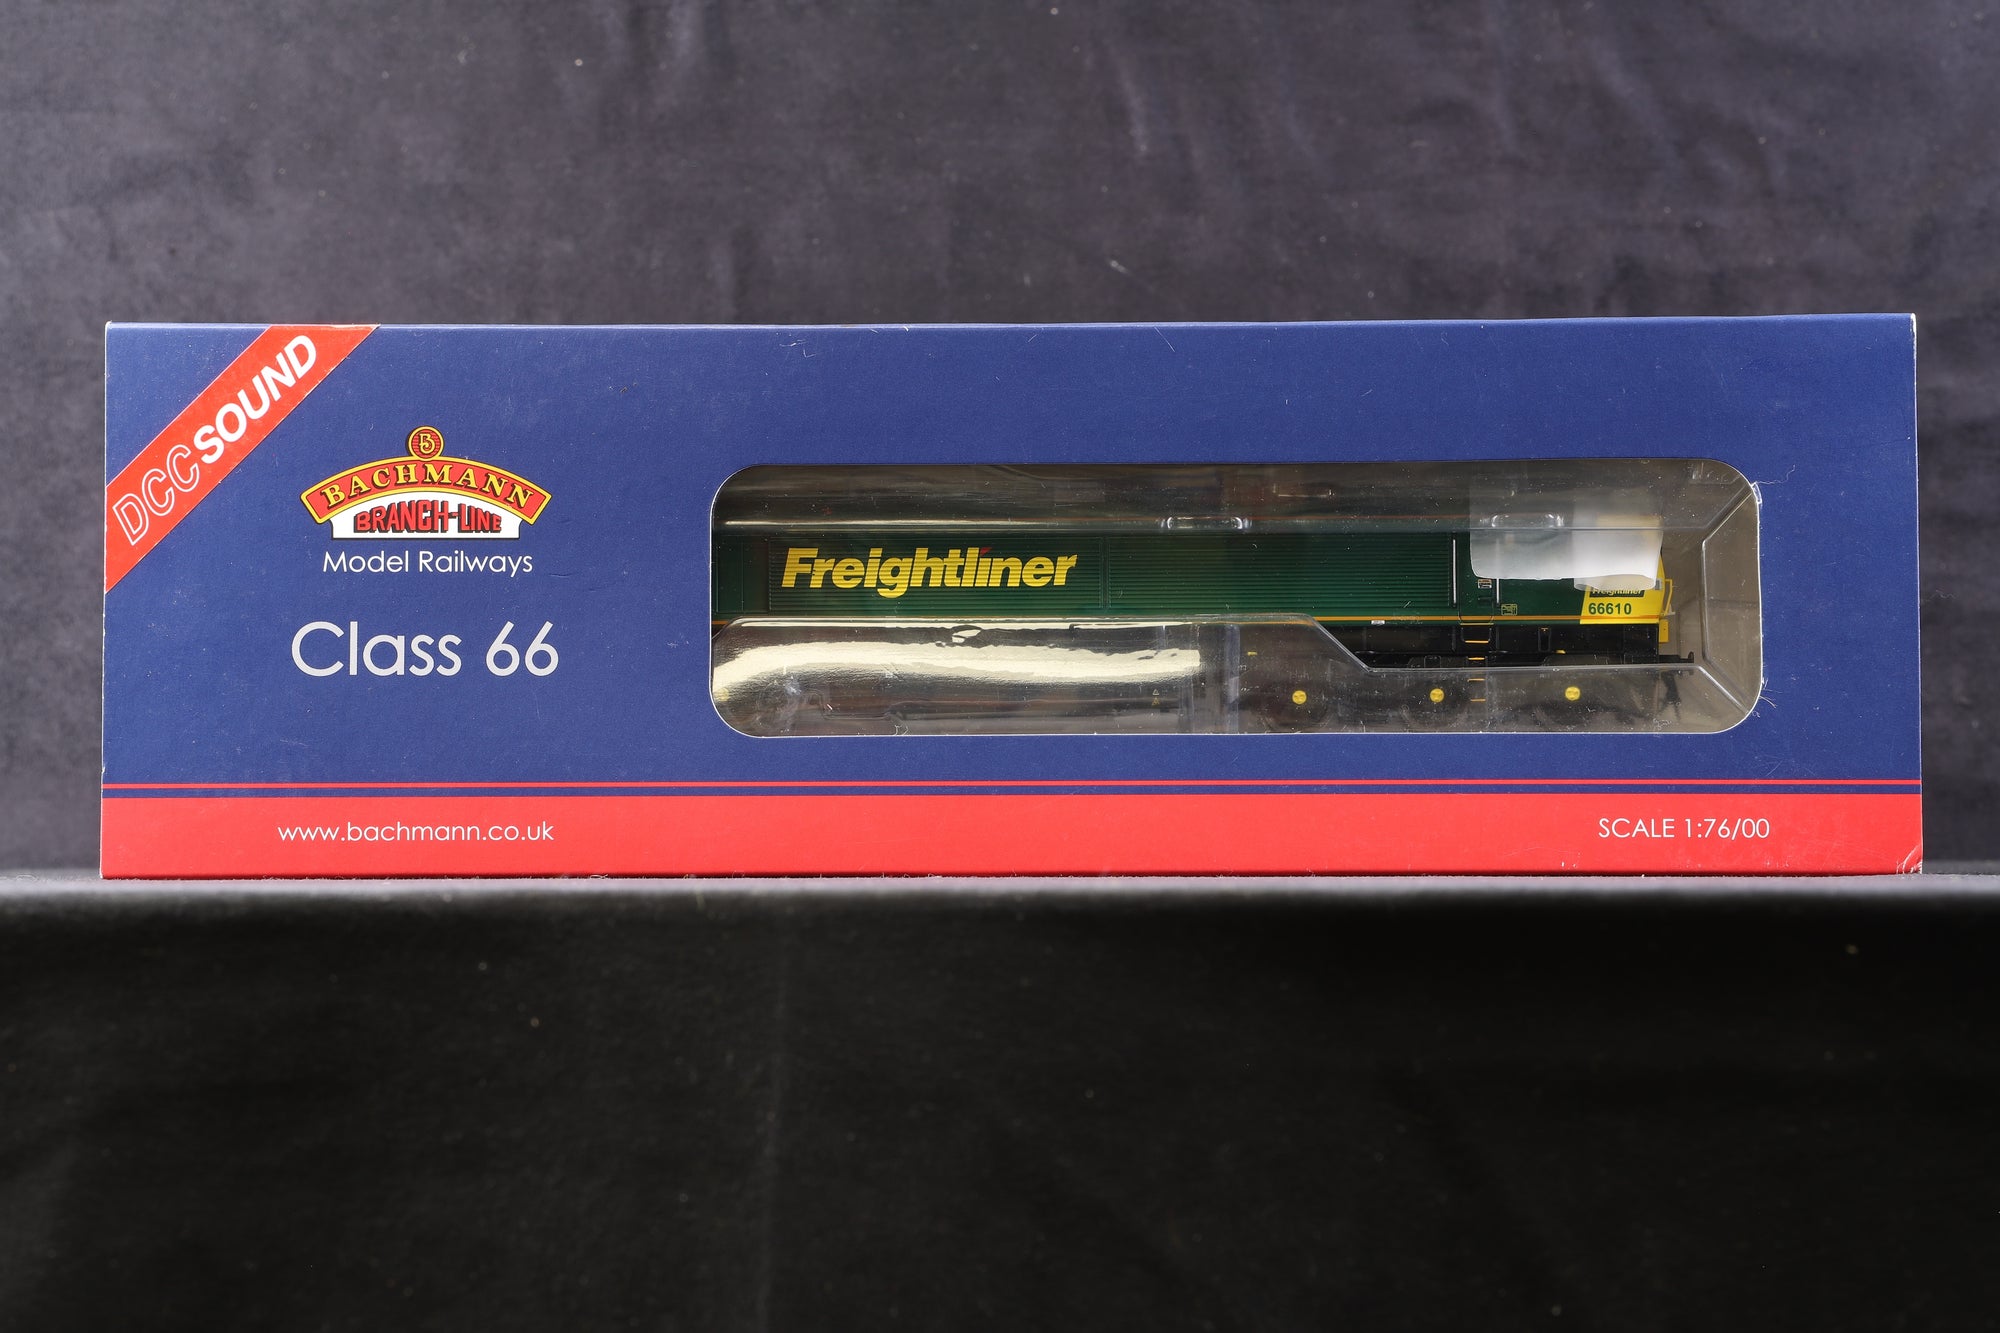 DCC SOUND
B
BACHMANN
BRANCH-LINE
Model Railways
Class 66
Freightliner
Freightliner
66610
www.bachmann.co.uk
SCALE 1:76/00